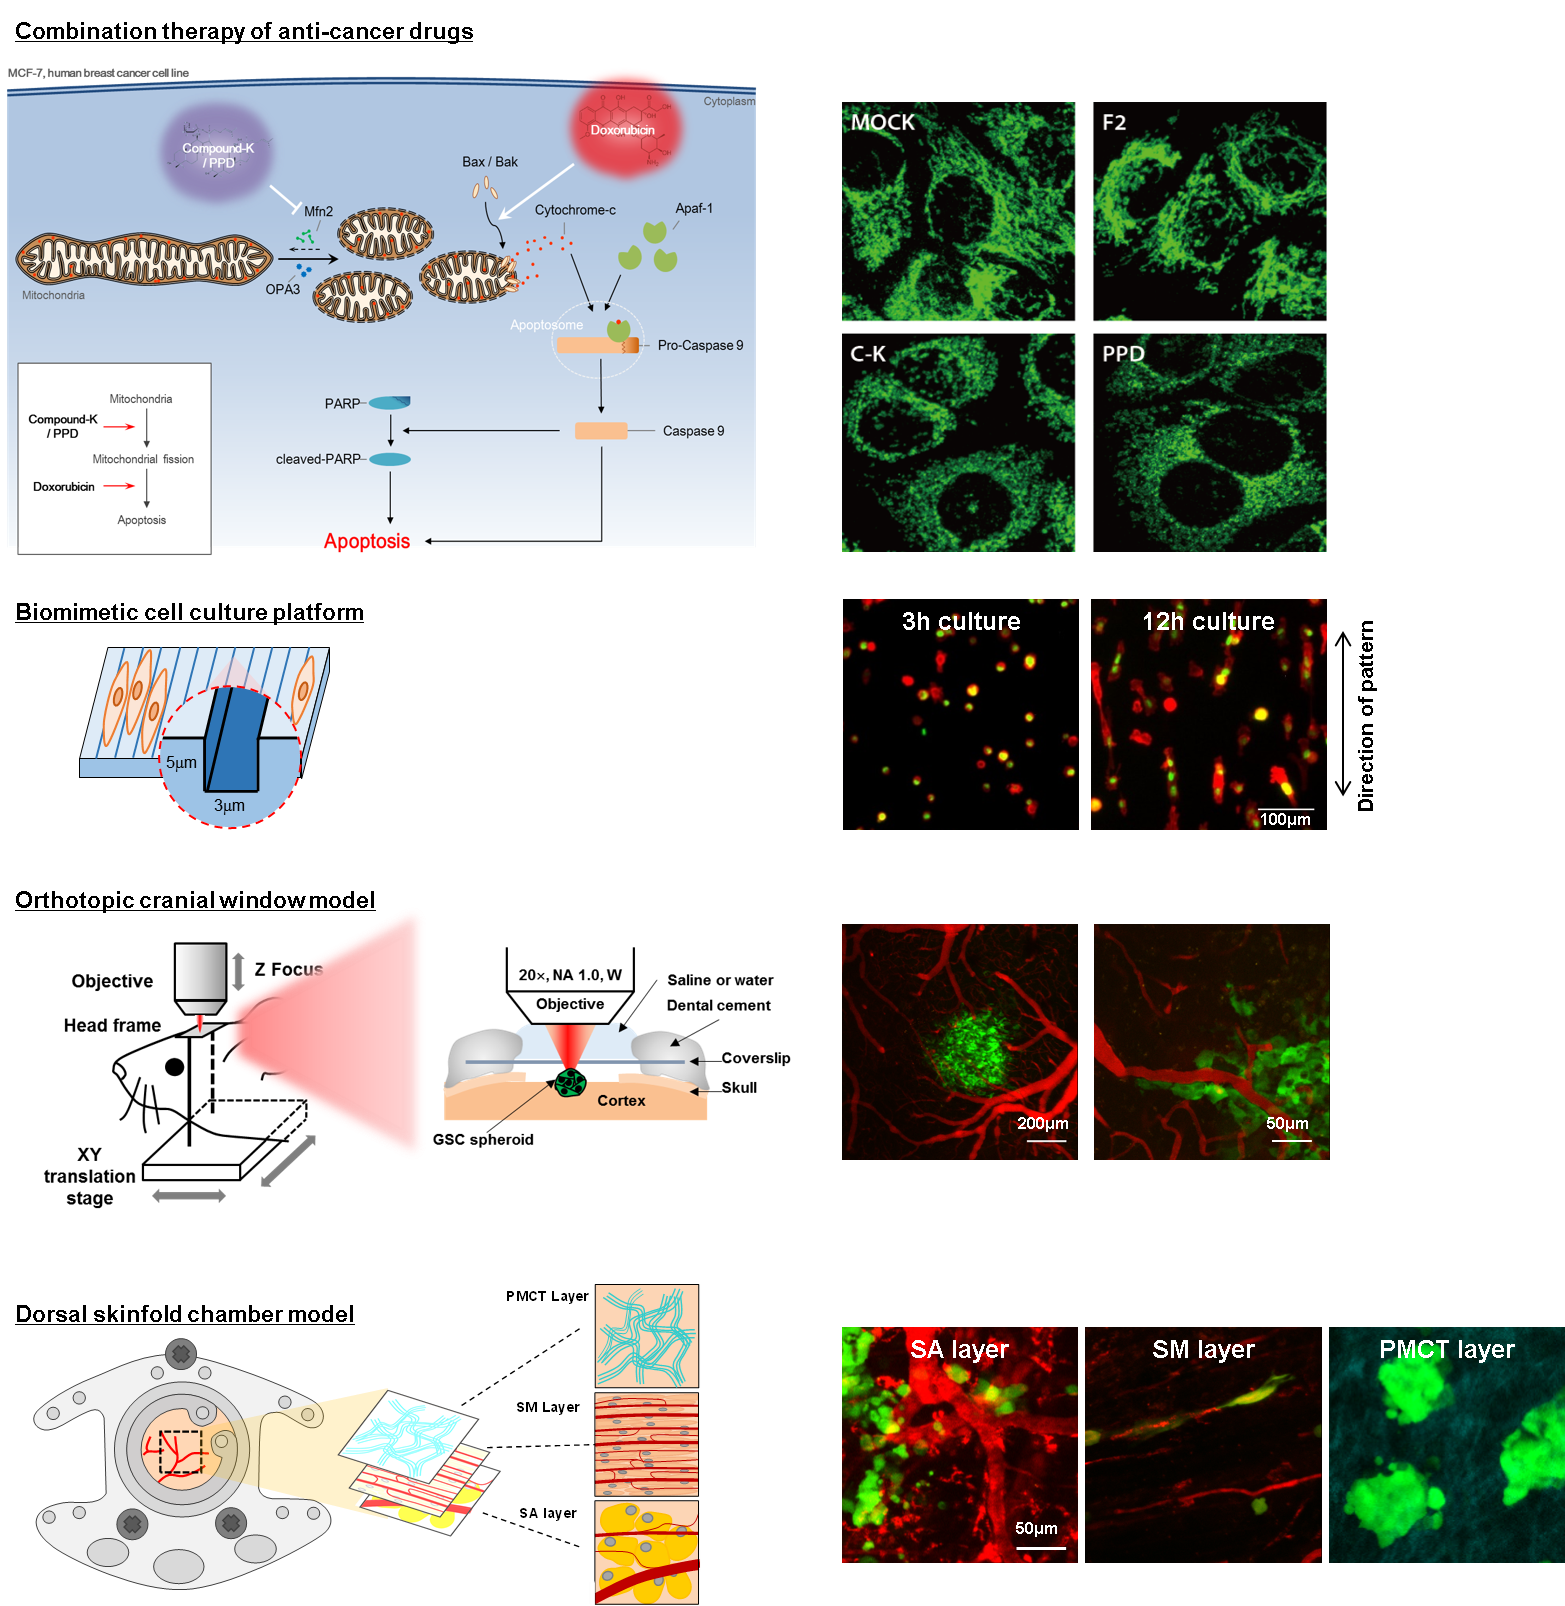 Combination therapy of anti-cancer drugs
MCF-7, human breast cancer cell line
Cytoplasm
Doxorubicin
Compound-K
/ PPD
Bax / Bak
Mfn2
Cytochrome-c
Apaf-1
OPA3
Mitochondria
Apoptosome
Pro-Caspase 9
PARP
Caspase 9
cleaved-PARP
Apoptosis
Mitochondria
Compound-K
/ PPD
Mitochondrial fission
Doxorubicin
Apoptosis
MOCK
F2
C-K
PPD
Biomimetic cell culture platform
5μm
3μm
3h culture
12h culture
100μm
Direction of pattern
Orthotopic cranial window model
Objective
Z Focus
Head frame
XY
translation
stage
20×, NA 1.0, W
Objective
Saline or water
Dental cement
Coverslip
Skull
Cortex
GSC spheroid
200μm
50μm
Dorsal skinfold chamber model
PMCT Layer
SM Layer
SA layer
SA layer
50μm
SM layer
PMCT layer